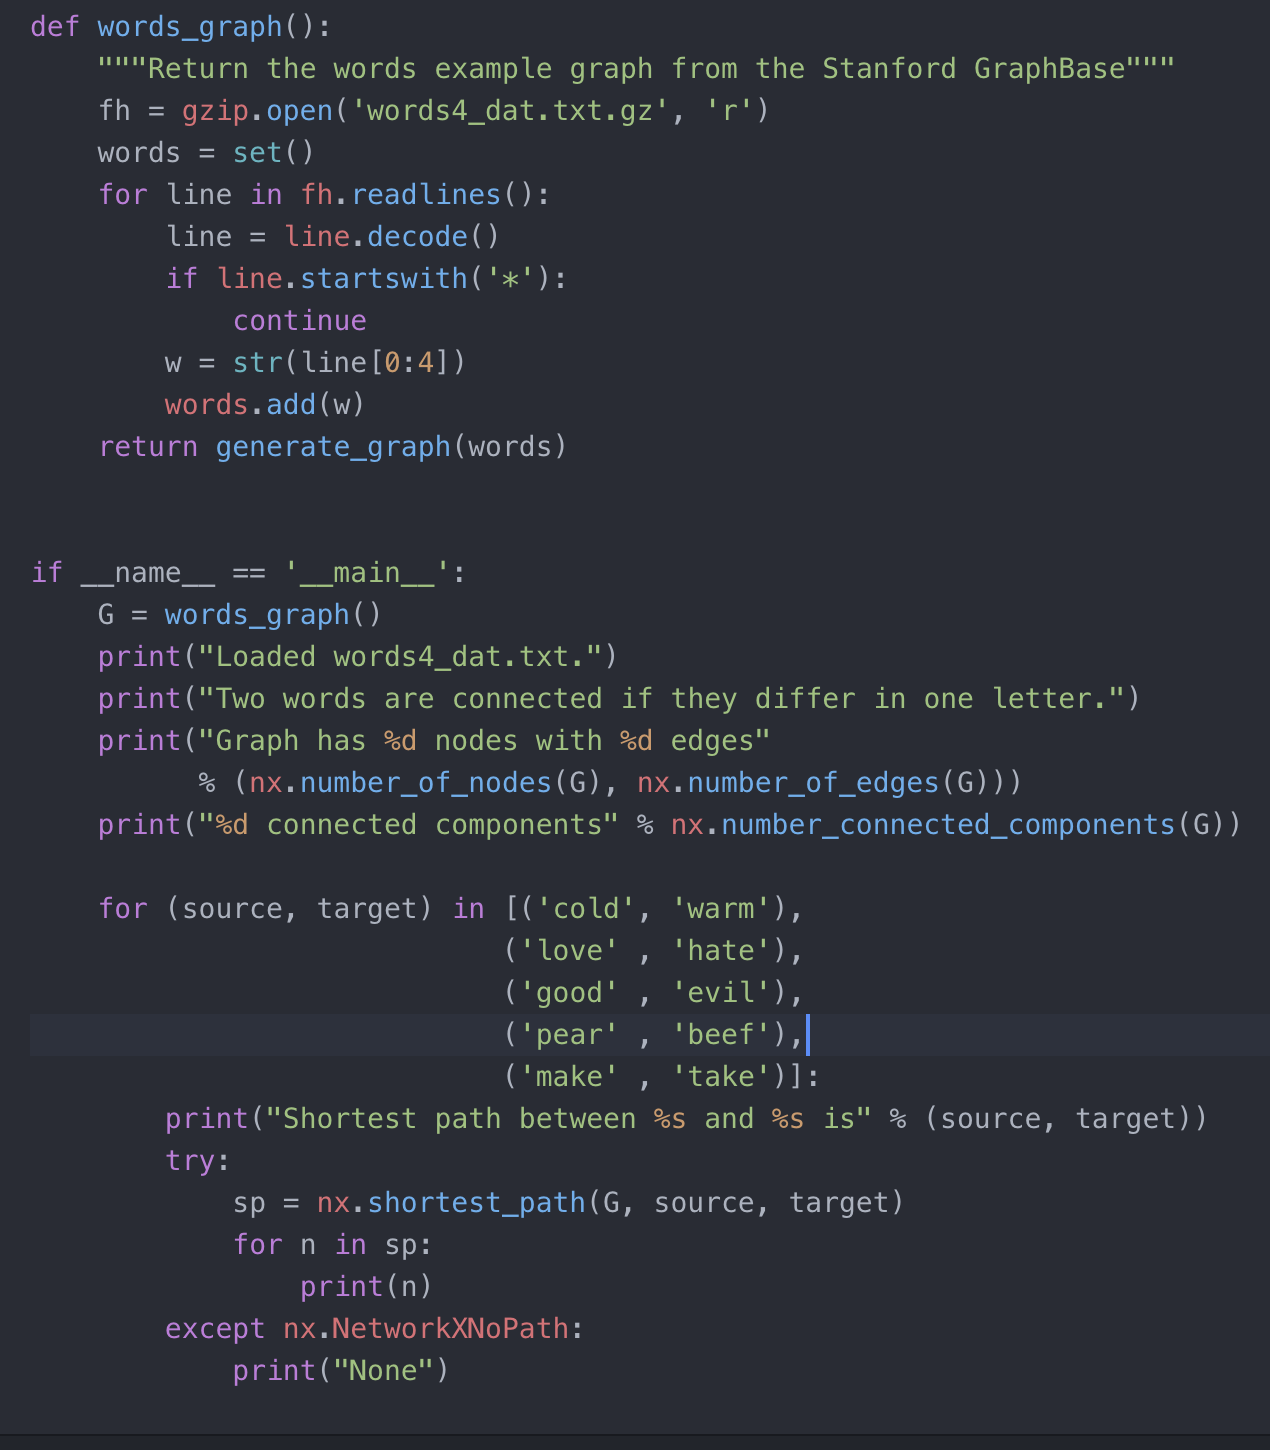 def words_graph():
    """Return the words example graph from the Stanford GraphBase"""
    fh = gzip.open('words4_dat.txt.gz', 'r')
    words = set()
    for line in fh.readlines():
        line = line.decode()
        if line.startswith('*'):
            continue
        w = str(line[0:4])
        words.add(w)
    return generate_graph(words)


if __name__ == '__main__':
    G = words_graph()
    print("Loaded words4_dat.txt.")
    print("Two words are connected if they differ in one letter.")
    print("Graph has %d nodes with %d edges"
          % (nx.number_of_nodes(G), nx.number_of_edges(G)))
    print("%d connected components" % nx.number_connected_components(G))

    for (source, target) in [('cold', 'warm'),
                            ('love' , 'hate'),
                            ('good' , 'evil'),
                            ('pear' , 'beef'),
                            ('make' , 'take')]:
        print("Shortest path between %s and %s is" % (source, target))
        try:
            sp = nx.shortest_path(G, source, target)
            for n in sp:
                print(n)
        except nx.NetworkXNoPath:
            print("None")